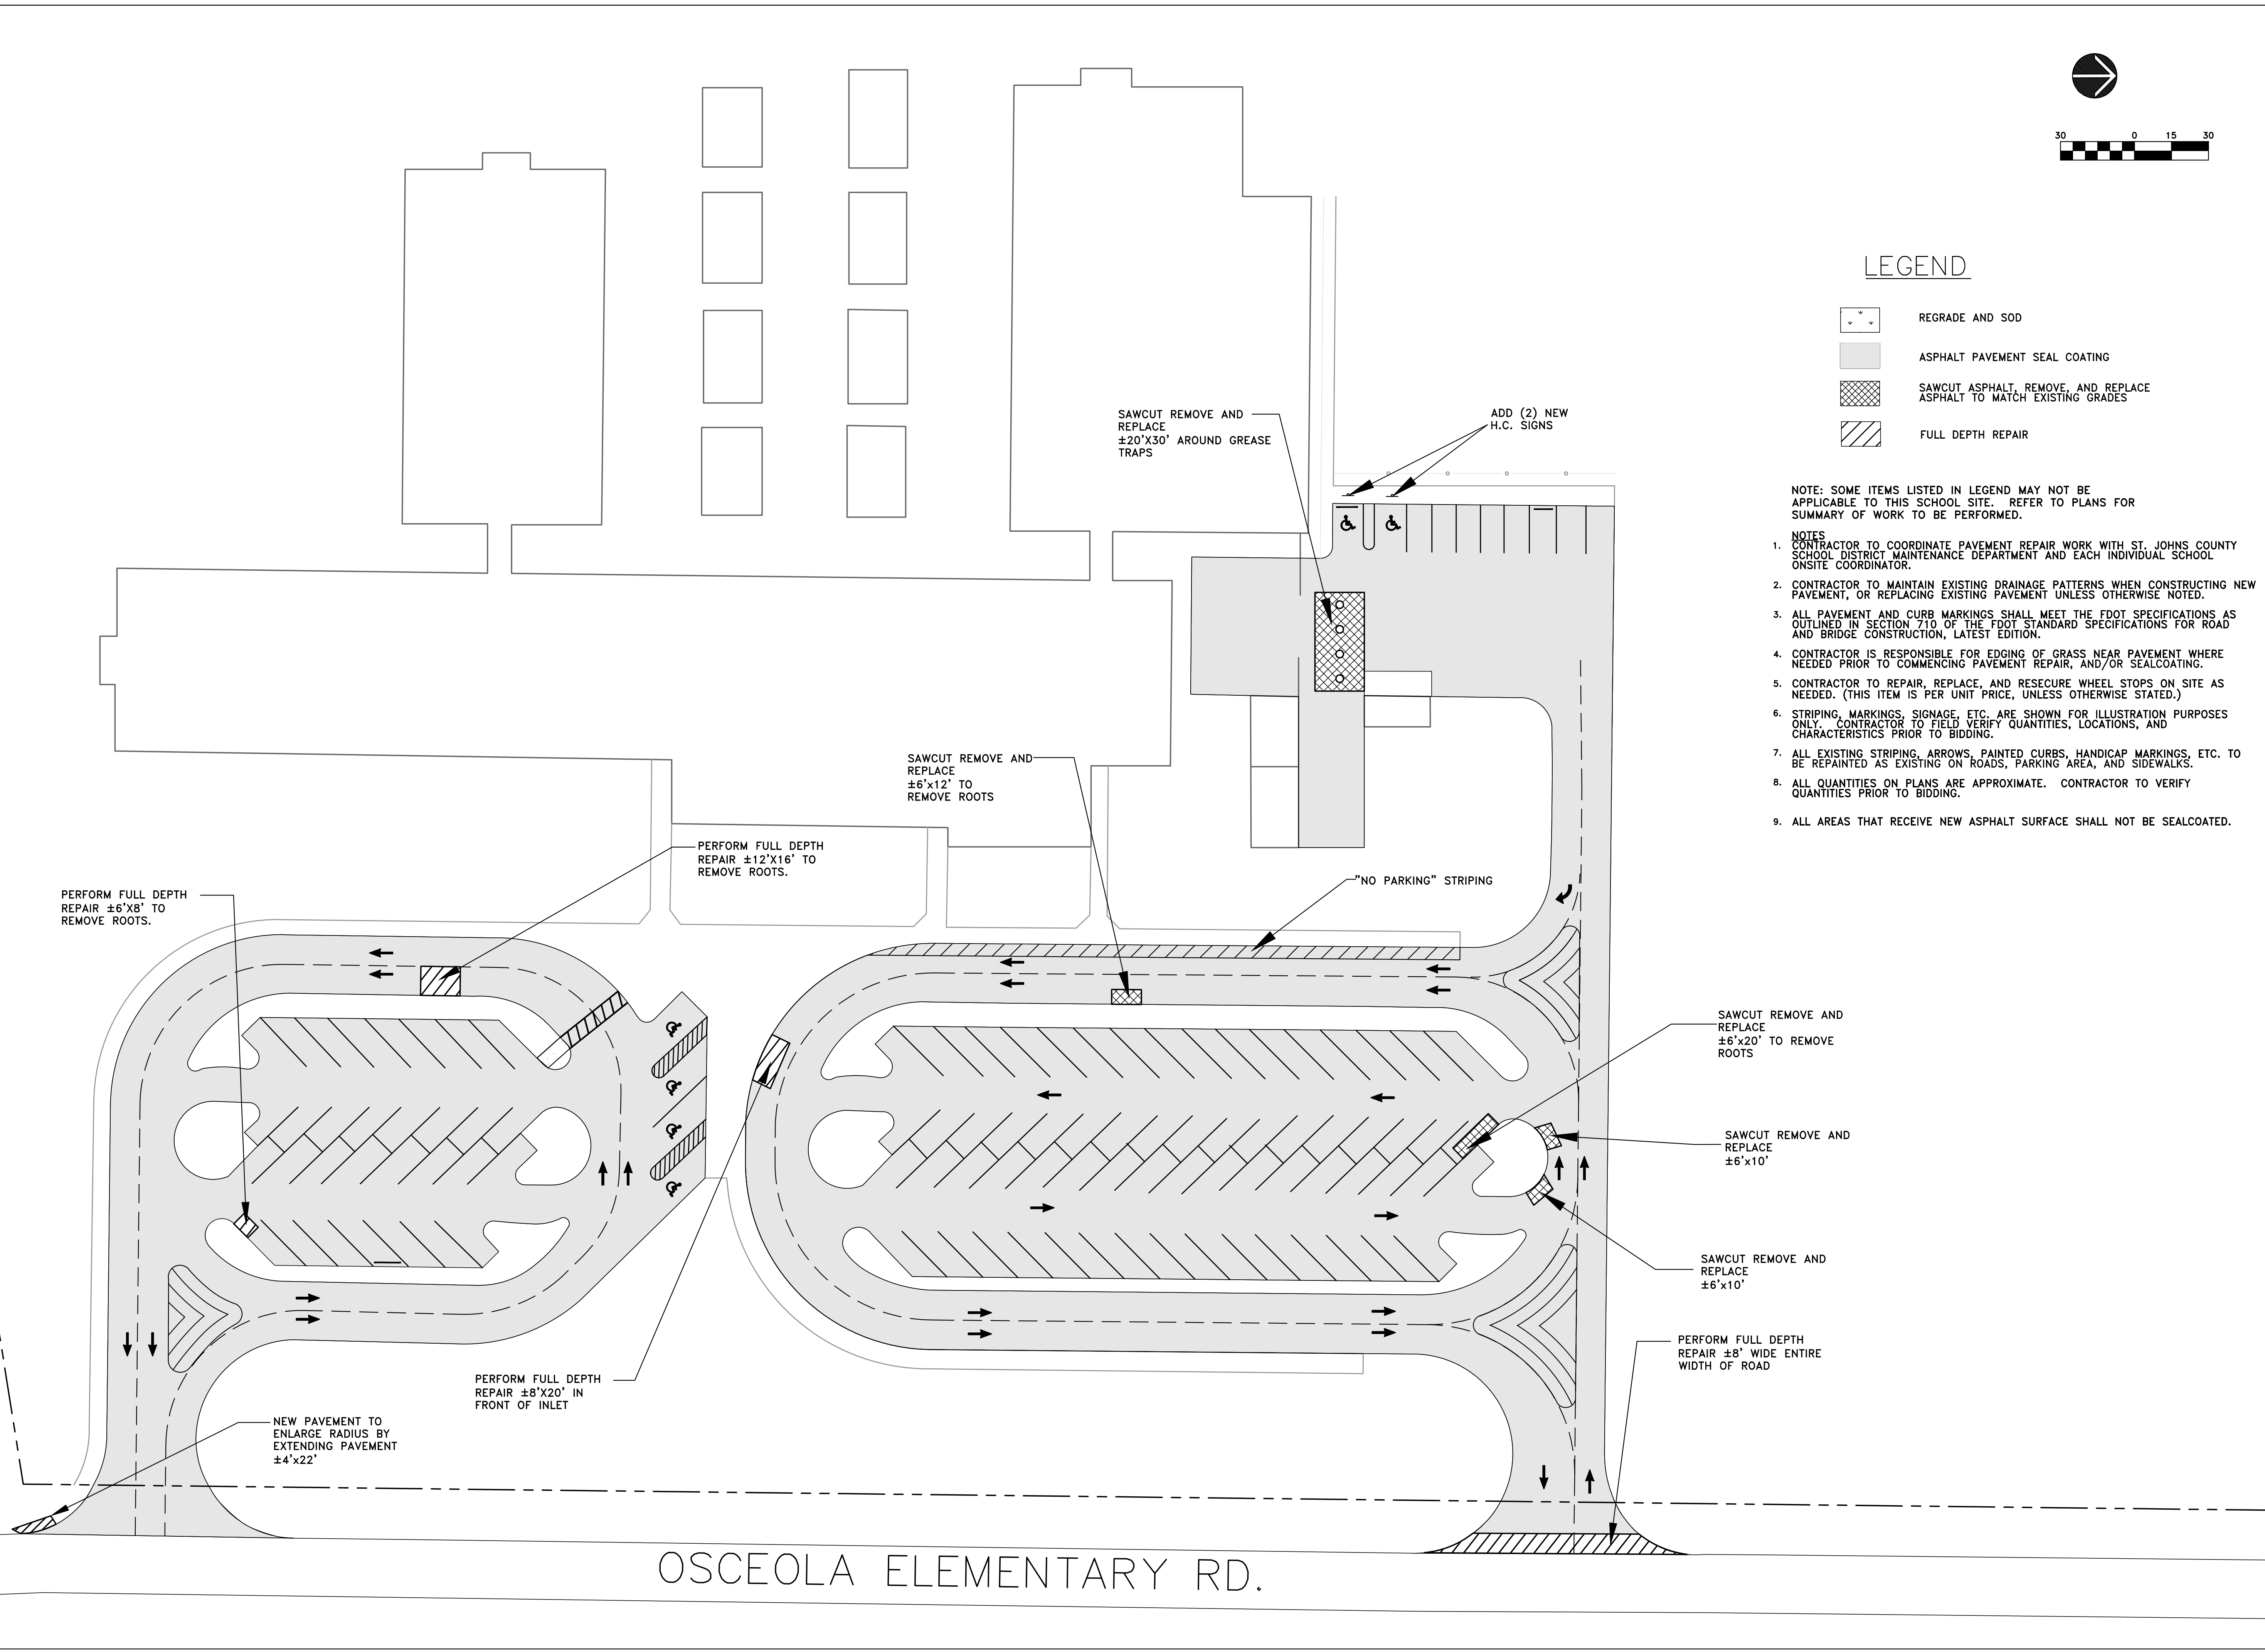 30 0 15 30
LEGEND
REGRADE AND SOD
ASPHALT PAVEMENT SEAL COATING
SAWCUT ASPHALT, REMOVE, AND REPLACE
ASPHALT TO MATCH EXISTING GRADES
FULL DEPTH REPAIR
NOTE: SOME ITEMS LISTED IN LEGEND MAY NOT BE
APPLICABLE TO THIS SCHOOL SITE. REFER TO PLANS FOR
SUMMARY OF WORK TO BE PERFORMED.
NOTES
1. CONTRACTOR TO COORDINATE PAVEMENT REPAIR WORK WITH ST. JOHNS COUNTY
SCHOOL DISTRICT MAINTENANCE DEPARTMENT AND EACH INDIVIDUAL SCHOOL
ONSITE COORDINATOR.
2. CONTRACTOR TO MAINTAIN EXISTING DRAINAGE PATTERNS WHEN CONSTRUCTING NEW
PAVEMENT, OR REPLACING EXISTING PAVEMENT UNLESS OTHERWISE NOTED.
3. ALL PAVEMENT AND CURB MARKINGS SHALL MEET THE FDOT SPECIFICATIONS AS
OUTLINED IN SECTION 710 OF THE FDOT STANDARD SPECIFICATIONS FOR ROAD
AND BRIDGE CONSTRUCTION, LATEST EDITION.
4. CONTRACTOR IS RESPONSIBLE FOR EDGING OF GRASS NEAR PAVEMENT WHERE
NEEDED PRIOR TO COMMENCING PAVEMENT REPAIR, AND/OR SEALCOATING.
5. CONTRACTOR TO REPAIR, REPLACE, AND RESECURE WHEEL STOPS ON SITE AS
NEEDED. (THIS ITEM IS PER UNIT PRICE, UNLESS OTHERWISE STATED.)
6. STRIPING, MARKINGS, SIGNAGE, ETC. ARE SHOWN FOR ILLUSTRATION PURPOSES
ONLY. CONTRACTOR TO FIELD VERIFY QUANTITIES, LOCATIONS, AND
CHARACTERISTICS PRIOR TO BIDDING.
7. ALL EXISTING STRIPING, ARROWS, PAINTED CURBS, HANDICAP MARKINGS, ETC. TO
BE REPAINTED AS EXISTING ON ROADS, PARKING AREA, AND SIDEWALKS.
8. ALL QUANTITIES ON PLANS ARE APPROXIMATE. CONTRACTOR TO VERIFY
QUANTITIES PRIOR TO BIDDING.
9. ALL AREAS THAT RECEIVE NEW ASPHALT SURFACE SHALL NOT BE SEALCOATED.
SAWCUT REMOVE AND
REPLACE
±20'X30' AROUND GREASE
TRAPS
ADD (2) NEW
H.C. SIGNS
SAWCUT REMOVE AND
REPLACE
±6'x12' TO
REMOVE ROOTS
PERFORM FULL DEPTH
REPAIR ±12'X16' TO
REMOVE ROOTS.
PERFORM FULL DEPTH
REPAIR ±6'X8' TO
REMOVE ROOTS.
"NO PARKING" STRIPING
SAWCUT REMOVE AND
REPLACE
±6'x20' TO REMOVE
ROOTS
SAWCUT REMOVE AND
REPLACE
±6'x10'
SAWCUT REMOVE AND
REPLACE
±6'x10'
PERFORM FULL DEPTH
REPAIR ±8' WIDE ENTIRE
WIDTH OF ROAD
PERFORM FULL DEPTH
REPAIR ±8'X20' IN
FRONT OF INLET
NEW PAVEMENT TO
ENLARGE RADIUS BY
EXTENDING PAVEMENT
±4'x22'
OSCEOLA ELEMENTARY RD.